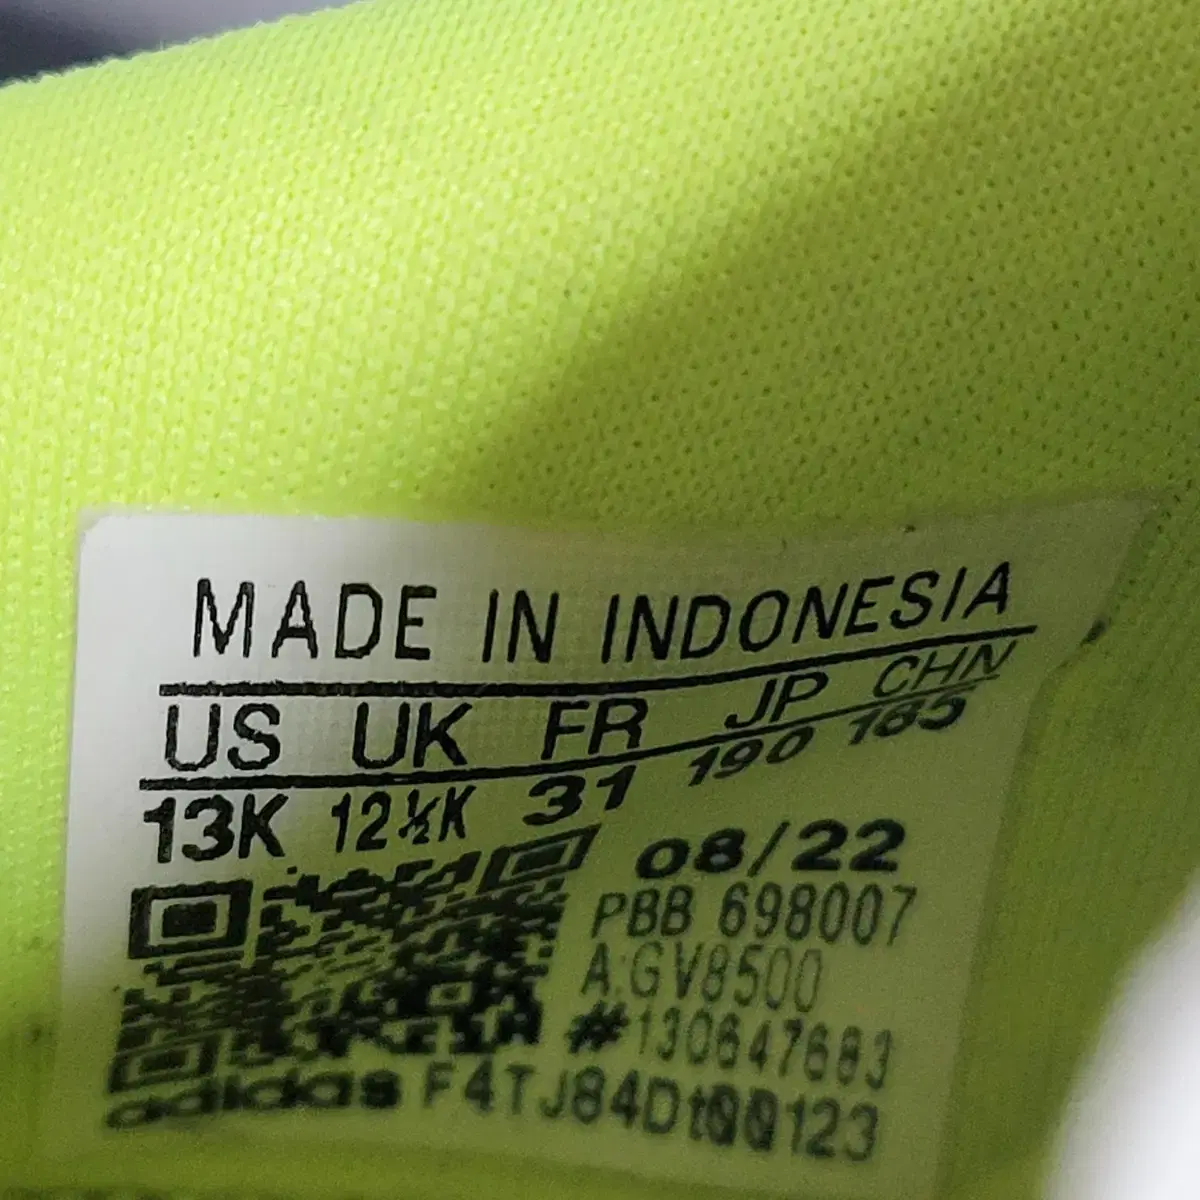 MADE IN INDONESIA
US UK FR JP CHN
13K 12½K 31 190 185
08/22
PBB 698007
A:GV8500
#130647683
adidas F4TJ84Dt00123